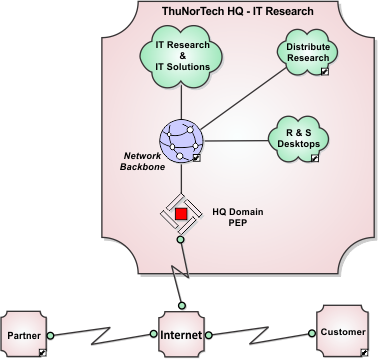 ThuNorTech HQ - IT Research
IT Research
&
IT Solutions
Distribute
Research
R & S
Desktops
Network
Backbone
HQ Domain
PEP
Partner
Internet
Customer